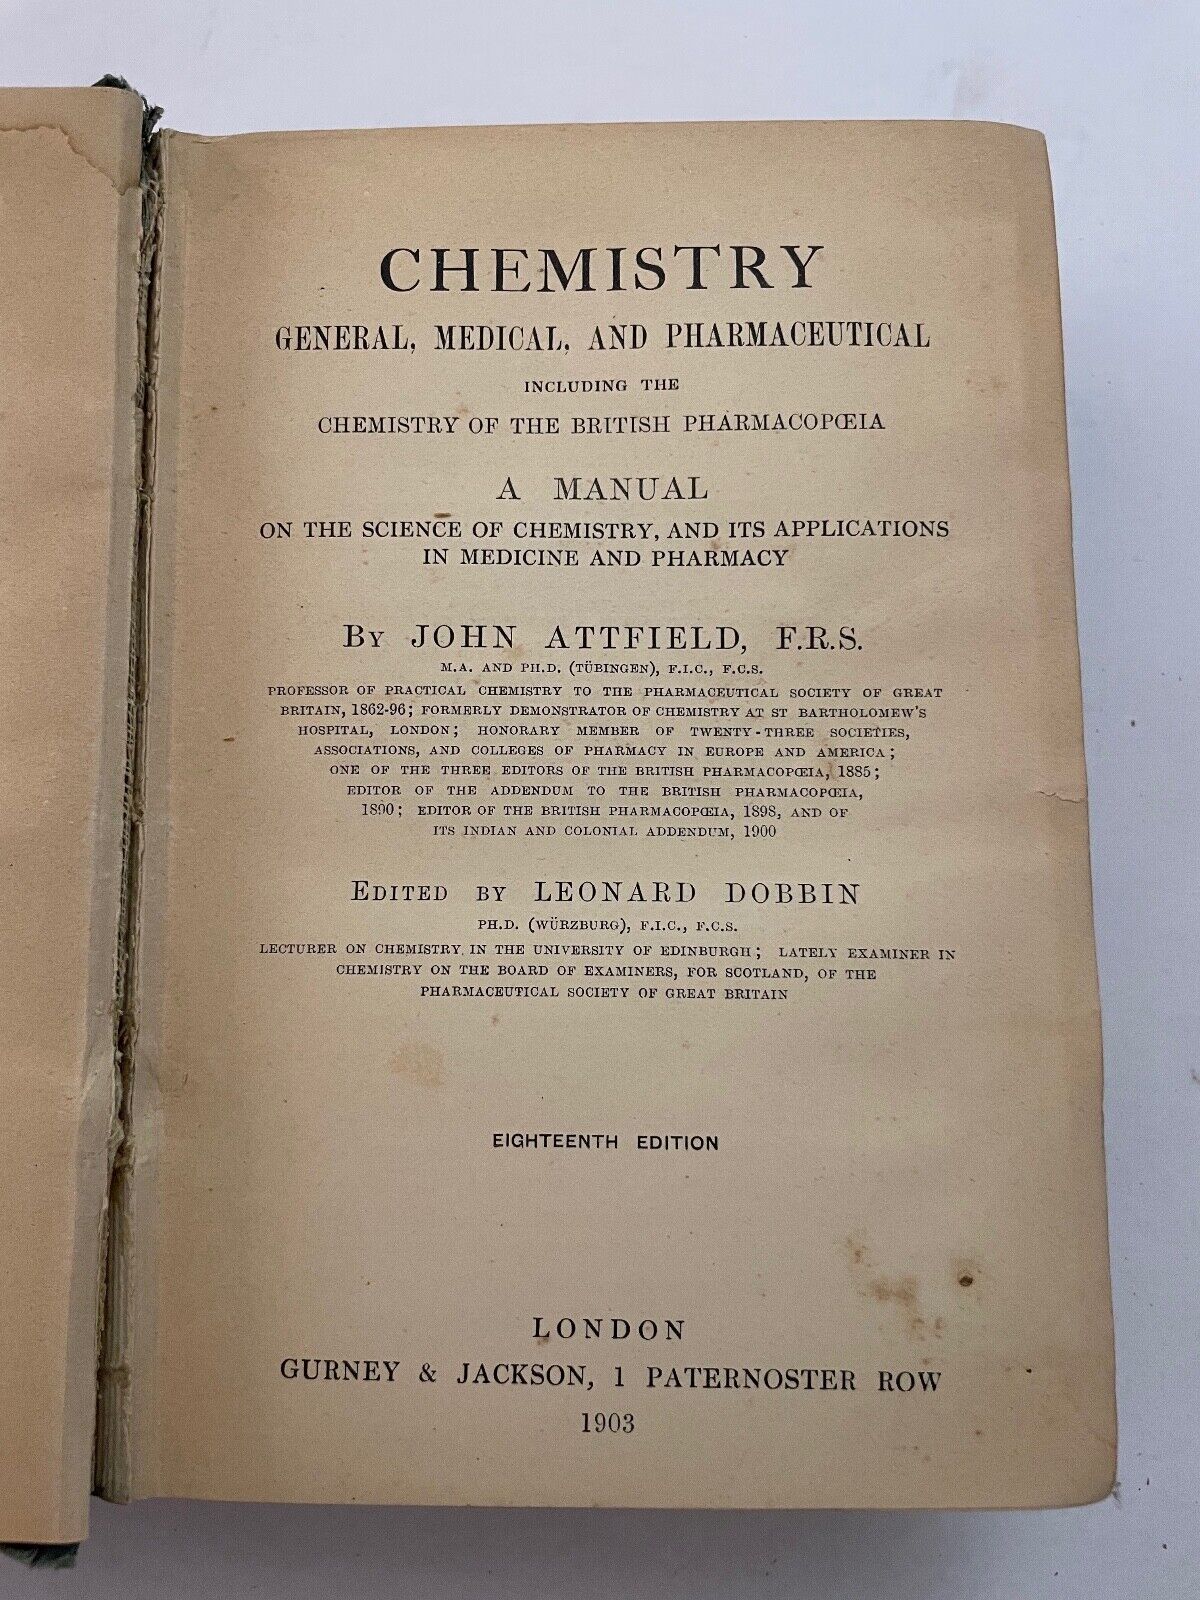 CHEMISTRY
GENERAL, MEDICAL, AND PHARMACEUTICAL
INCLUDING THE
CHEMISTRY OF THE BRITISH PHARMACOPŒIA
A MANUAL
ON THE SCIENCE OF CHEMISTRY, AND ITS APPLICATIONS
IN MEDICINE AND PHARMACY
BY JOHN ATTFIELD, F.R.S.
M.A. AND PH.D. (TÜBINGEN), F.I.C., F.C.S.
PROFESSOR OF PRACTICAL CHEMISTRY TO THE PHARMACEUTICAL SOCIETY OF GREAT
BRITAIN, 1862-96; FORMERLY DEMONSTRATOR OF CHEMISTRY AT ST BARTHOLOMEW'S
HOSPITAL, LONDON; HONORARY MEMBER OF TWENTY-THREE SOCIETIES,
ASSOCIATIONS, AND COLLEGES OF PHARMACY IN EUROPE AND AMERICA;
ONE OF THE THREE EDITORS OF THE BRITISH PHARMACOPŒIA, 1885;
EDITOR OF THE ADDENDUM TO THE BRITISH PHARMACOPŒIA,
1890; EDITOR OF THE BRITISH PHARMACOPŒIA, 1898, AND OF
ITS INDIAN AND COLONIAL ADDENDUM, 1900
EDITED BY LEONARD DOBBIN
PH.D. (WÜRZBURG), F.I.C., F.C.S.
LECTURER ON CHEMISTRY IN THE UNIVERSITY OF EDINBURGH; LATELY EXAMINER IN
CHEMISTRY ON THE BOARD OF EXAMINERS, FOR SCOTLAND, OF THE
PHARMACEUTICAL SOCIETY OF GREAT BRITAIN
EIGHTEENTH EDITION
LONDON
GURNEY & JACKSON, 1 PATERNOSTER ROW
1903